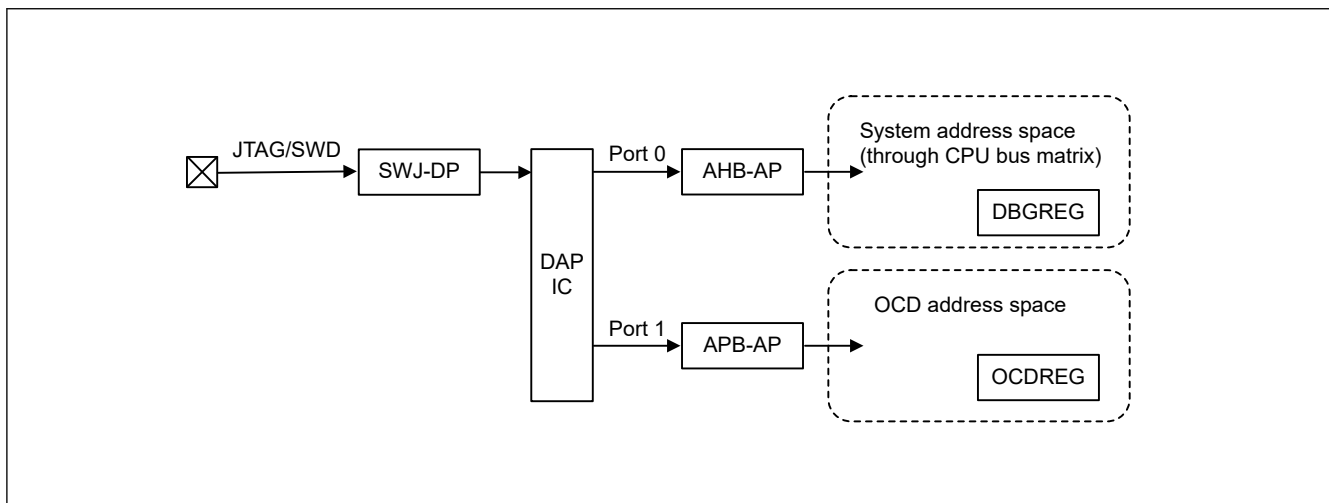 JTAG/SWD
SWJ-DP
DAP
IC
Port 0
AHB-AP
System address space
(through CPU bus matrix)
DBGREG
Port 1
APB-AP
OCD address space
OCDREG